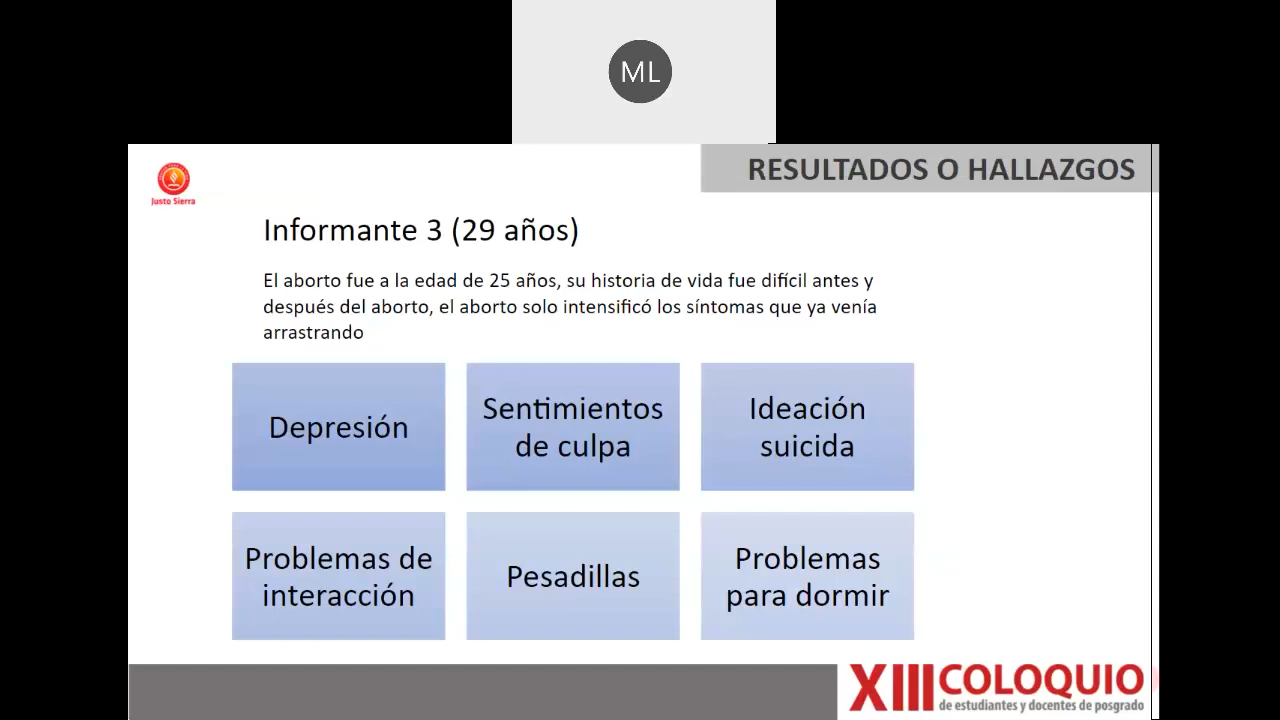 ML
RESULTADOS O HALLAZGOS
Justo Sierra
Informante 3 (29 años)
El aborto fue a la edad de 25 años, su historia de vida fue difícil antes y
después del aborto, el aborto solo intensificó los síntomas que ya venía
arrastrando
Depresión
Sentimientos
de culpa
Ideación
suicida
Problemas de
interacción
Pesadillas
Problemas
para dormir
XIII COLOQUIO
de estudiantes y docentes de posgrado